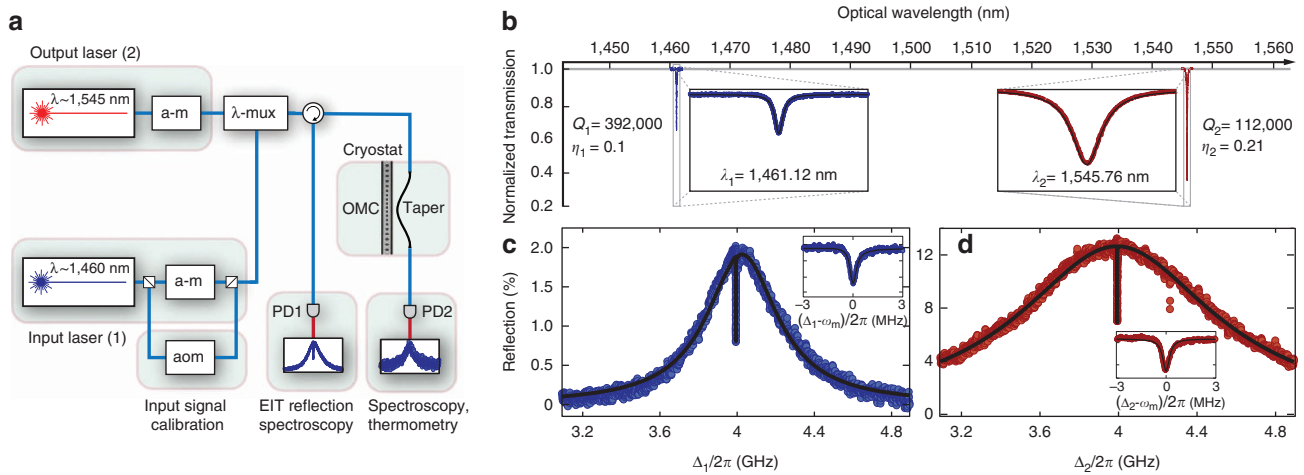 a
Output laser (2)
λ~1,545 nm
a-m
λ-mux
Cryostat
OMC
Taper
λ~1,460 nm
a-m
Input laser (1)
aom
PD1
PD2
Input signal
calibration
EIT reflection
spectroscopy
Spectroscopy,
thermometry
b
Optical wavelength (nm)
1,450 1,460 1,470 1,480 1,490 1,500 1,510 1,520 1,530 1,540 1,550 1,560
Normalized transmission
1.0
0.8
0.6
0.4
0.2
Q1= 392,000
η1 = 0.1
λ1= 1,461.12 nm
λ2= 1,545.76 nm
Q2= 112,000
η2 = 0.21
c
Reflection (%)
2.0
1.5
1.0
0.5
0
3.2 3.6 4 4.4 4.8
Δ1/2π (GHz)
−3 0 3
(Δ1-ωm)/2π (MHz)
d
12
8
4
0
3.2 3.6 4 4.4 4.8
Δ2/2π (GHz)
−3 0 3
(Δ2-ωm)/2π (MHz)